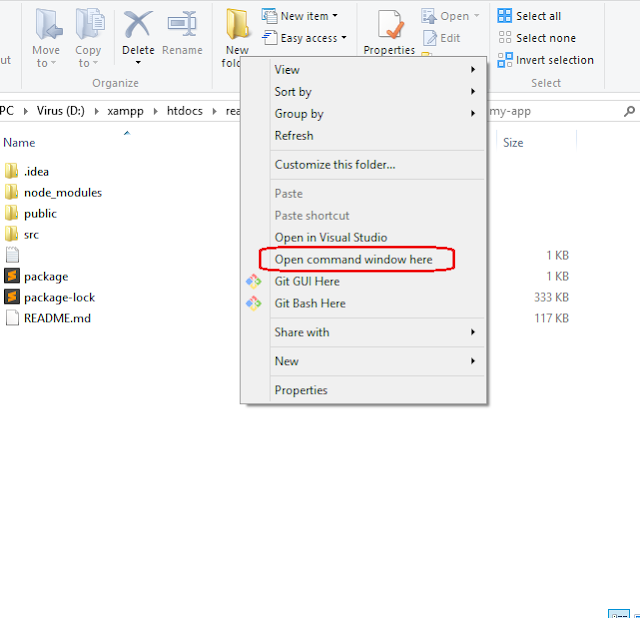 New item
Open
Select all
Easy access
Edit
Select none
Move to
Copy to
Delete
Rename
New
Properties
Invert selection
Organize
Select
PC
Virus (D:)
xampp
htdocs
my-app
Name
Size
View
Sort by
Group by
Refresh
Customize this folder...
Paste
Paste shortcut
Open in Visual Studio
Open command window here
Git GUI Here
Git Bash Here
Share with
New
Properties
.idea
node_modules
public
src
1 KB
package
1 KB
package-lock
333 KB
README.md
117 KB